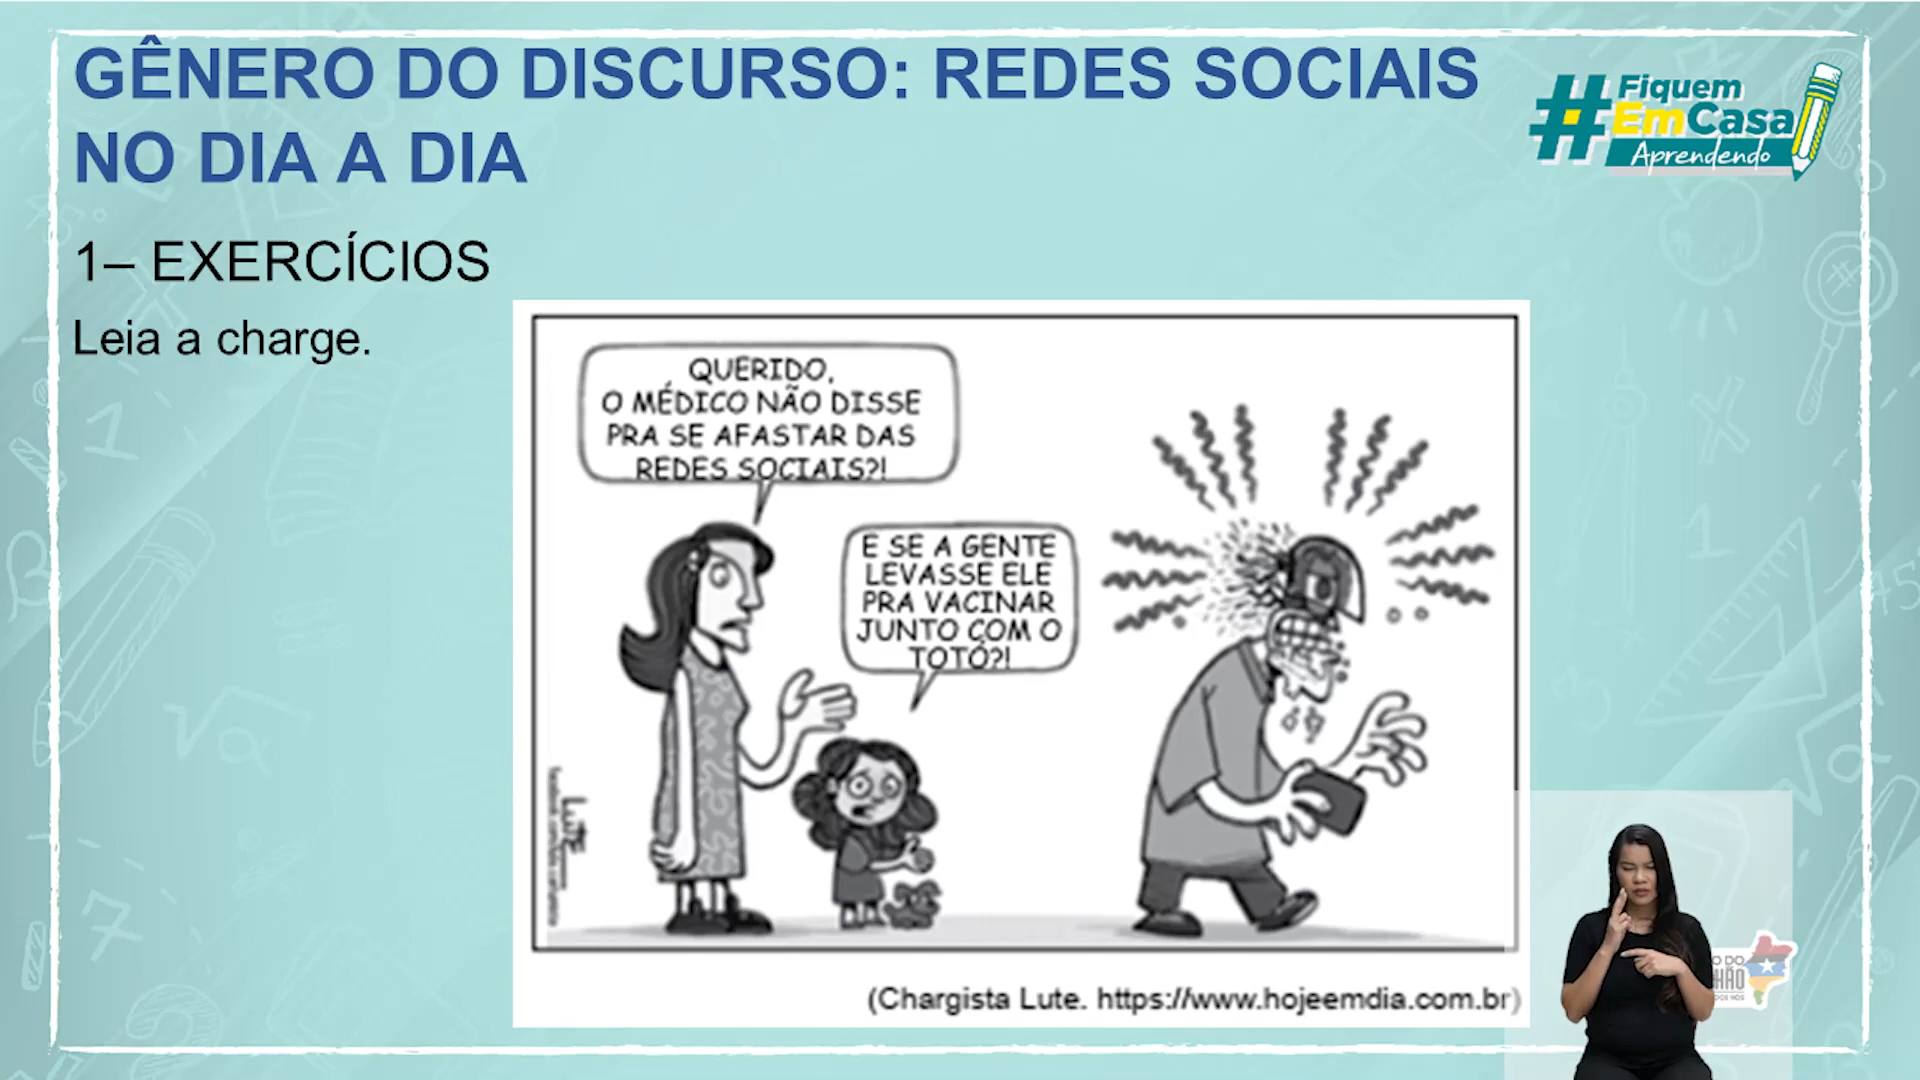 GÊNERO DO DISCURSO: REDES SOCIAIS
NO DIA A DIA
#Fiquem
EmCasa
Aprendendo
1– EXERCÍCIOS
Leia a charge.
QUERIDO,
O MÉDICO NÃO DISSE
PRA SE AFASTAR DAS
REDES SOCIAIS?!
E SE A GENTE
LEVASSE ELE
PRA VACINAR
JUNTO COM O
TOTÓ?!
LUTE
(Chargista Lute. https://www.hojeemdia.com.br)